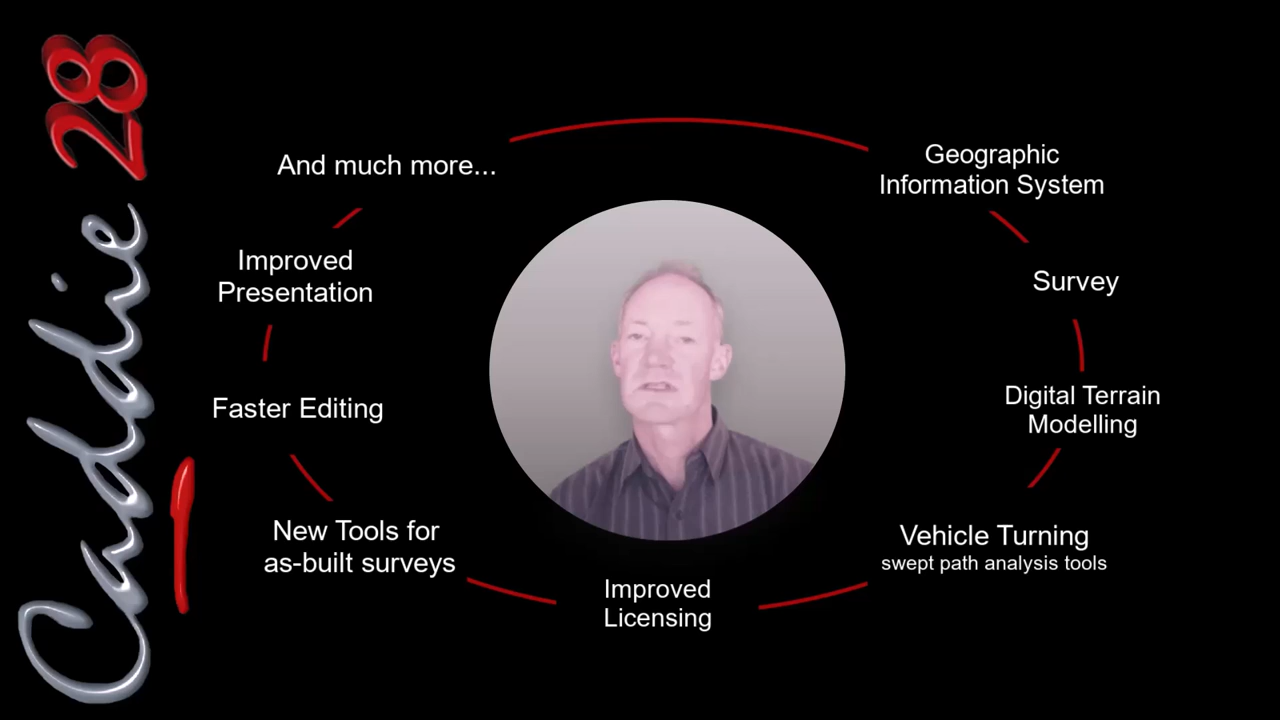 Caddie 28
And much more...
Geographic
Information System
Survey
Digital Terrain
Modelling
Vehicle Turning
swept path analysis tools
Improved
Licensing
New Tools for
as-built surveys
Faster Editing
Improved
Presentation